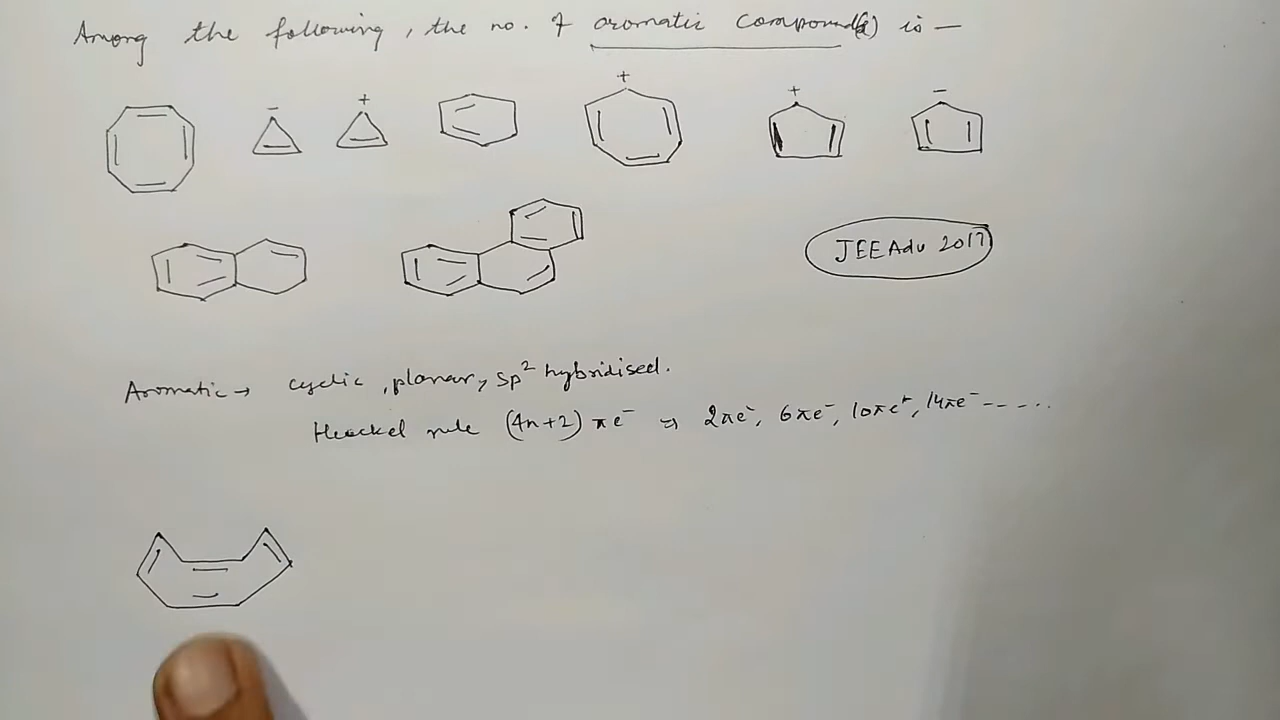 Among the following, the no. of aromatic compound(s) is —
− + + + −
JEE Adv 2017
Aromatic → cyclic, planar, sp² hybridised.
Hueckel rule (4n+2) πe⁻ ⇒ 2πe⁻, 6πe⁻, 10πe⁻, 14πe⁻ -----..